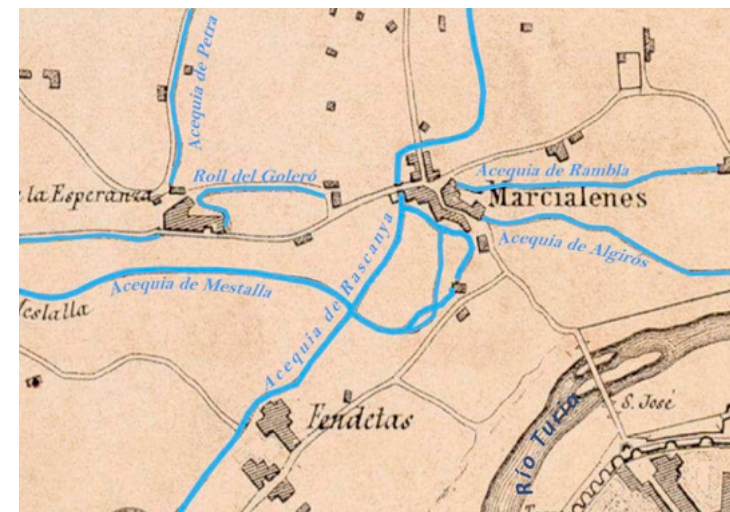 Acequia de Petra
Roll del Goleró
la Esperanza
Acequia de Rambla
Marcialenes
Acequia de Algirós
Acequia de Rascanya
Acequia de Mestalla
Mestalla
Fendetas
S. José
Río Turia